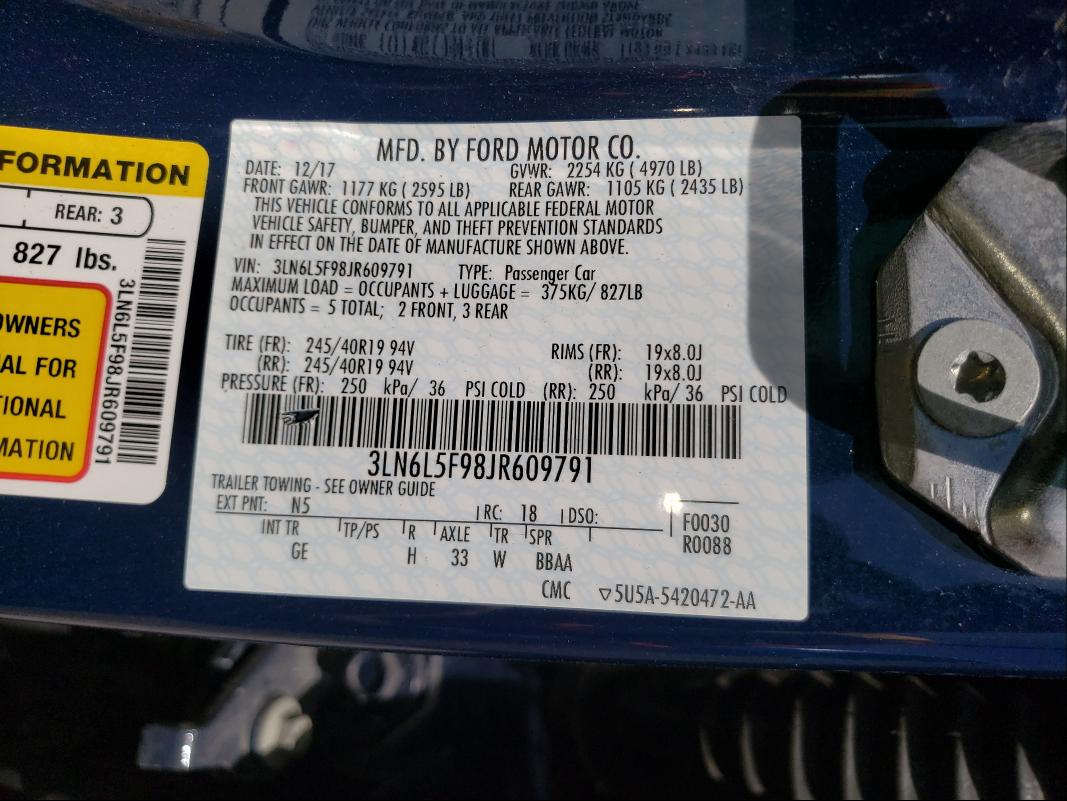 MFD. BY FORD MOTOR CO.
DATE: 12/17 GVWR: 2254 KG ( 4970 LB)
FRONT GAWR: 1177 KG ( 2595 LB) REAR GAWR: 1105 KG ( 2435 LB)
THIS VEHICLE CONFORMS TO ALL APPLICABLE FEDERAL MOTOR
VEHICLE SAFETY, BUMPER, AND THEFT PREVENTION STANDARDS
IN EFFECT ON THE DATE OF MANUFACTURE SHOWN ABOVE.
VIN: 3LN6L5F98JR609791 TYPE: Passenger Car
MAXIMUM LOAD = OCCUPANTS + LUGGAGE = 375KG/ 827LB
OCCUPANTS = 5 TOTAL; 2 FRONT, 3 REAR
TIRE (FR): 245/40R19 94V RIMS (FR): 19x8.0J
(RR): 245/40R19 94V (RR): 19x8.0J
PRESSURE (FR): 250 kPa/ 36 PSI COLD (RR): 250 kPa/ 36 PSI COLD
3LN6L5F98JR609791
TRAILER TOWING - SEE OWNER GUIDE
EXT PNT: N5 RC: 18 DSO: F0030
INT TR TP/PS R AXLE TR SPR R0088
GE H 33 W BBAA
CMC ▽5U5A-5420472-AA
FORMATION
REAR: 3
827 lbs.
OWNERS
AL FOR
TIONAL
MATION
3LN6L5F98JR609791